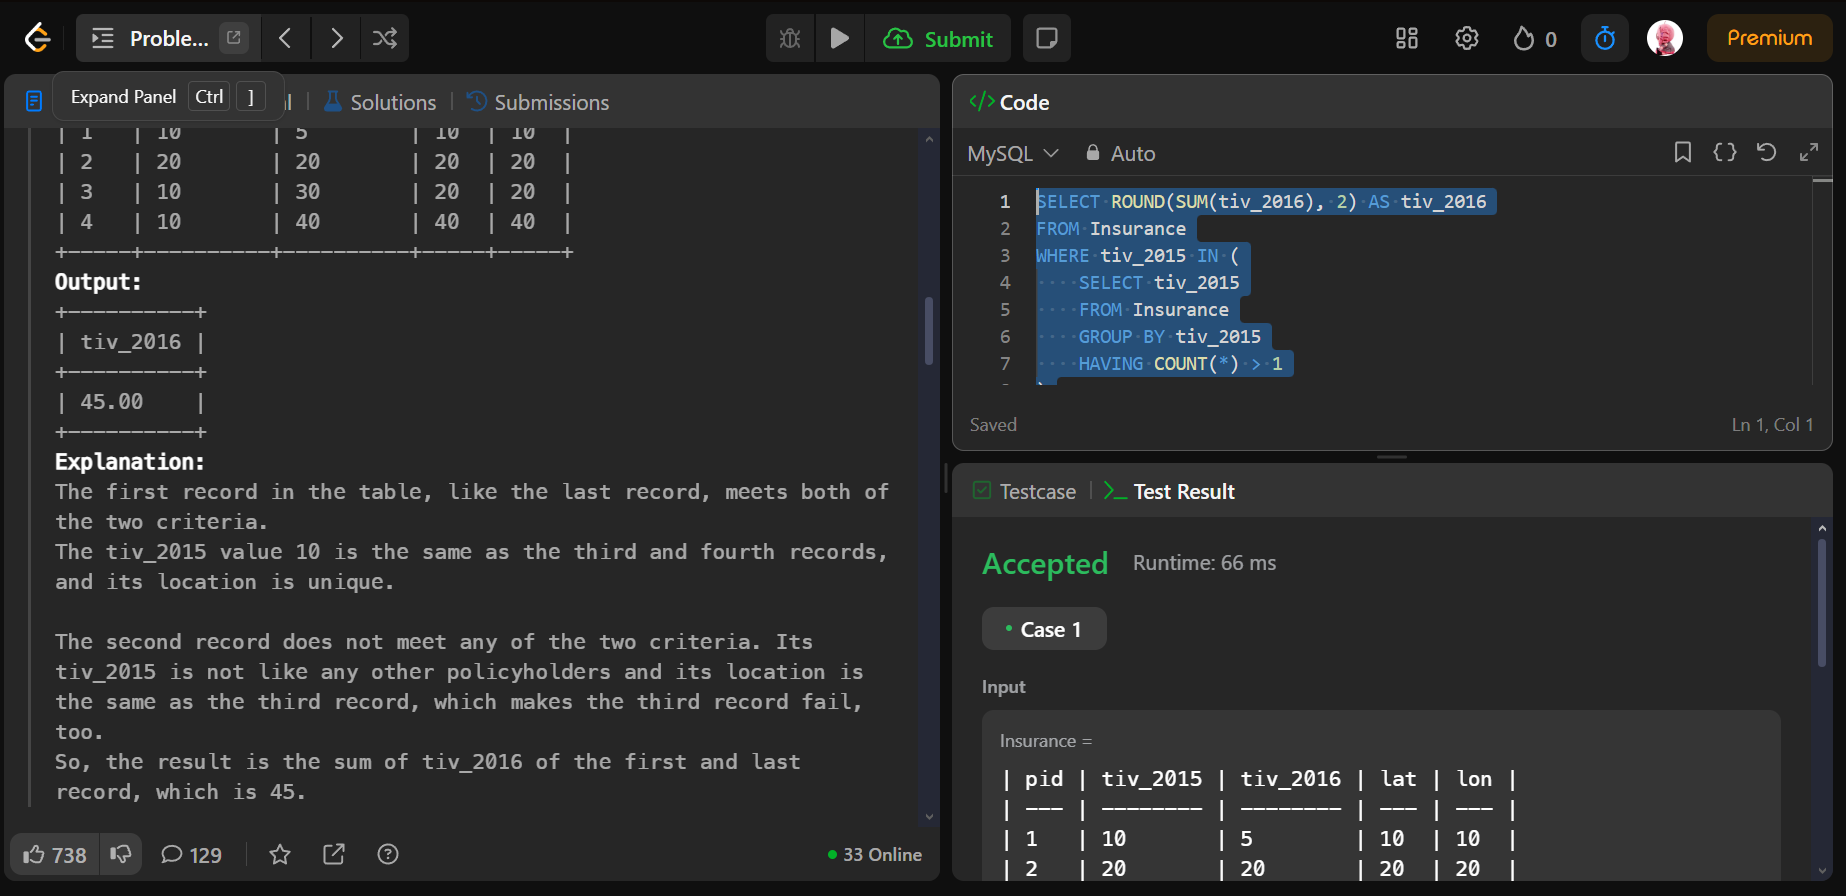 Proble...
Submit
0
Premium
Expand Panel Ctrl ]
l
Solutions
Submissions
| 1 | 10 | 5 | 10 | 10 |
| 2 | 20 | 20 | 20 | 20 |
| 3 | 10 | 30 | 20 | 20 |
| 4 | 10 | 40 | 40 | 40 |
+-----+----------+----------+-----+-----+
Output:
+----------+
| tiv_2016 |
+----------+
| 45.00 |
+----------+
Explanation:
The first record in the table, like the last record, meets both of
the two criteria.
The tiv_2015 value 10 is the same as the third and fourth records,
and its location is unique.
The second record does not meet any of the two criteria. Its
tiv_2015 is not like any other policyholders and its location is
the same as the third record, which makes the third record fail,
too.
So, the result is the sum of tiv_2016 of the first and last
record, which is 45.
738
129
33 Online
</> Code
MySQL
Auto
1 SELECT ROUND(SUM(tiv_2016), 2) AS tiv_2016
2 FROM Insurance
3 WHERE tiv_2015 IN (
4 SELECT tiv_2015
5 FROM Insurance
6 GROUP BY tiv_2015
7 HAVING COUNT(*) > 1
Saved
Ln 1, Col 1
Testcase
Test Result
Accepted
Runtime: 66 ms
Case 1
Input
Insurance =
| pid | tiv_2015 | tiv_2016 | lat | lon |
| --- | -------- | -------- | --- | --- |
| 1 | 10 | 5 | 10 | 10 |
| 2 | 20 | 20 | 20 | 20 |